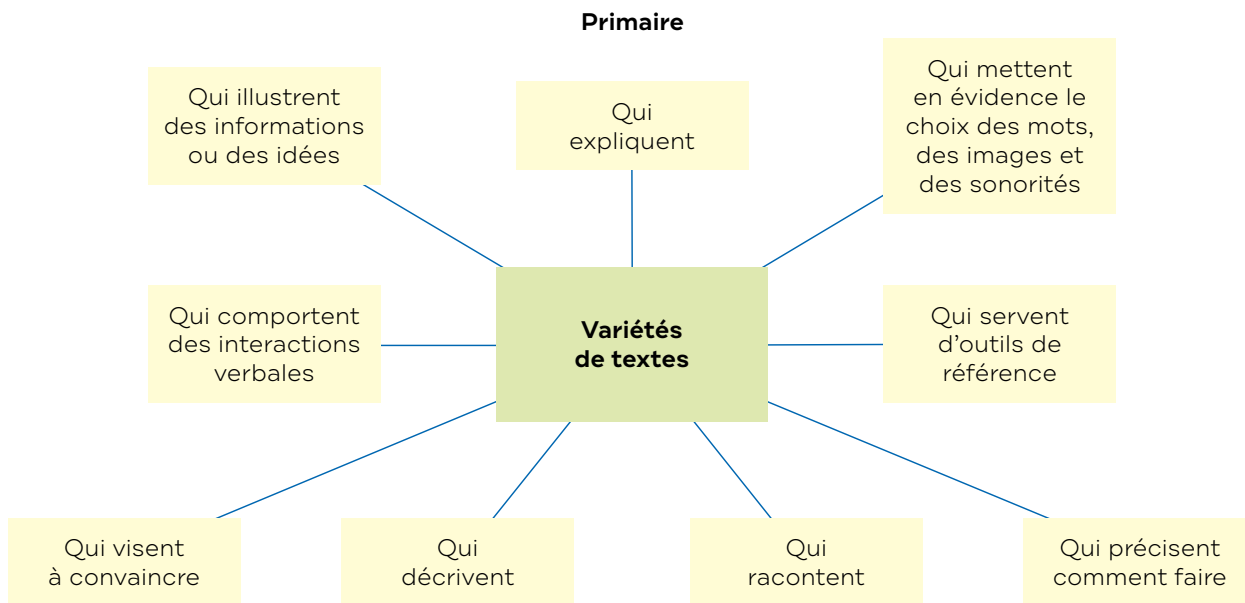 Primaire
Qui illustrent
des informations
ou des idées
Qui
expliquent
Qui mettent
en évidence le
choix des mots,
des images et
des sonorités
Qui comportent
des interactions
verbales
Variétés
de textes
Qui servent
d’outils de
référence
Qui visent
à convaincre
Qui
décrivent
Qui
racontent
Qui précisent
comment faire